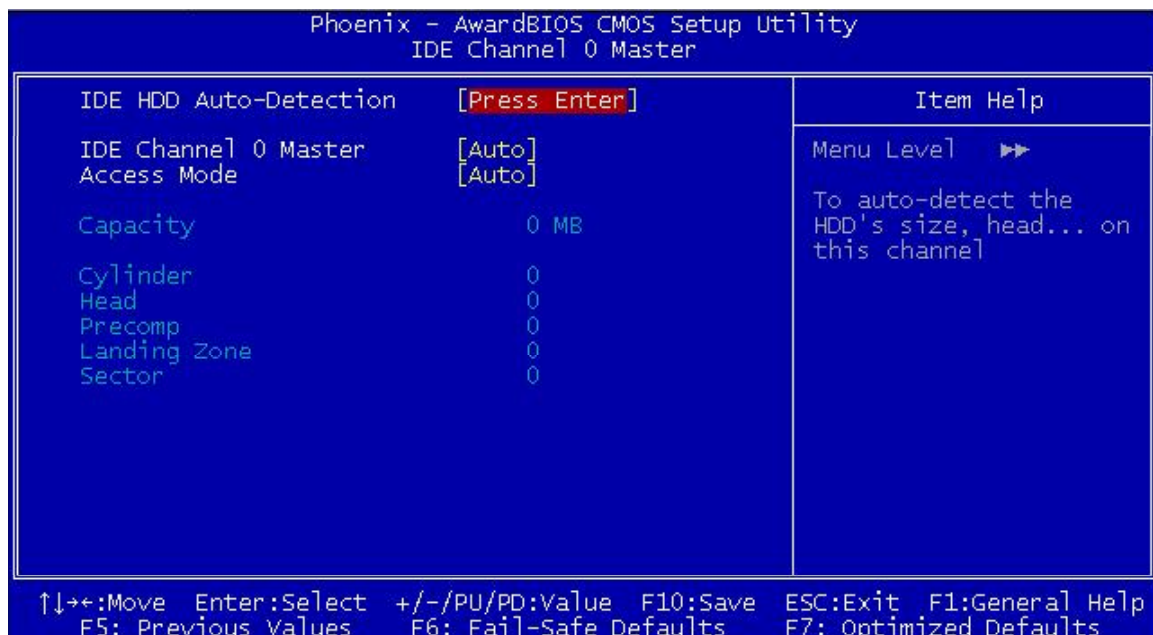 Phoenix - AwardBIOS CMOS Setup Utility
IDE Channel 0 Master
IDE HDD Auto-Detection [Press Enter]
IDE Channel 0 Master [Auto]
Access Mode [Auto]
Capacity 0 MB
Cylinder 0
Head 0
Precomp 0
Landing Zone 0
Sector 0
Item Help
Menu Level ►►
To auto-detect the
HDD's size, head... on
this channel
↑↓→←:Move Enter:Select +/-/PU/PD:Value F10:Save ESC:Exit F1:General Help
F5: Previous Values F6: Fail-Safe Defaults F7: Optimized Defaults